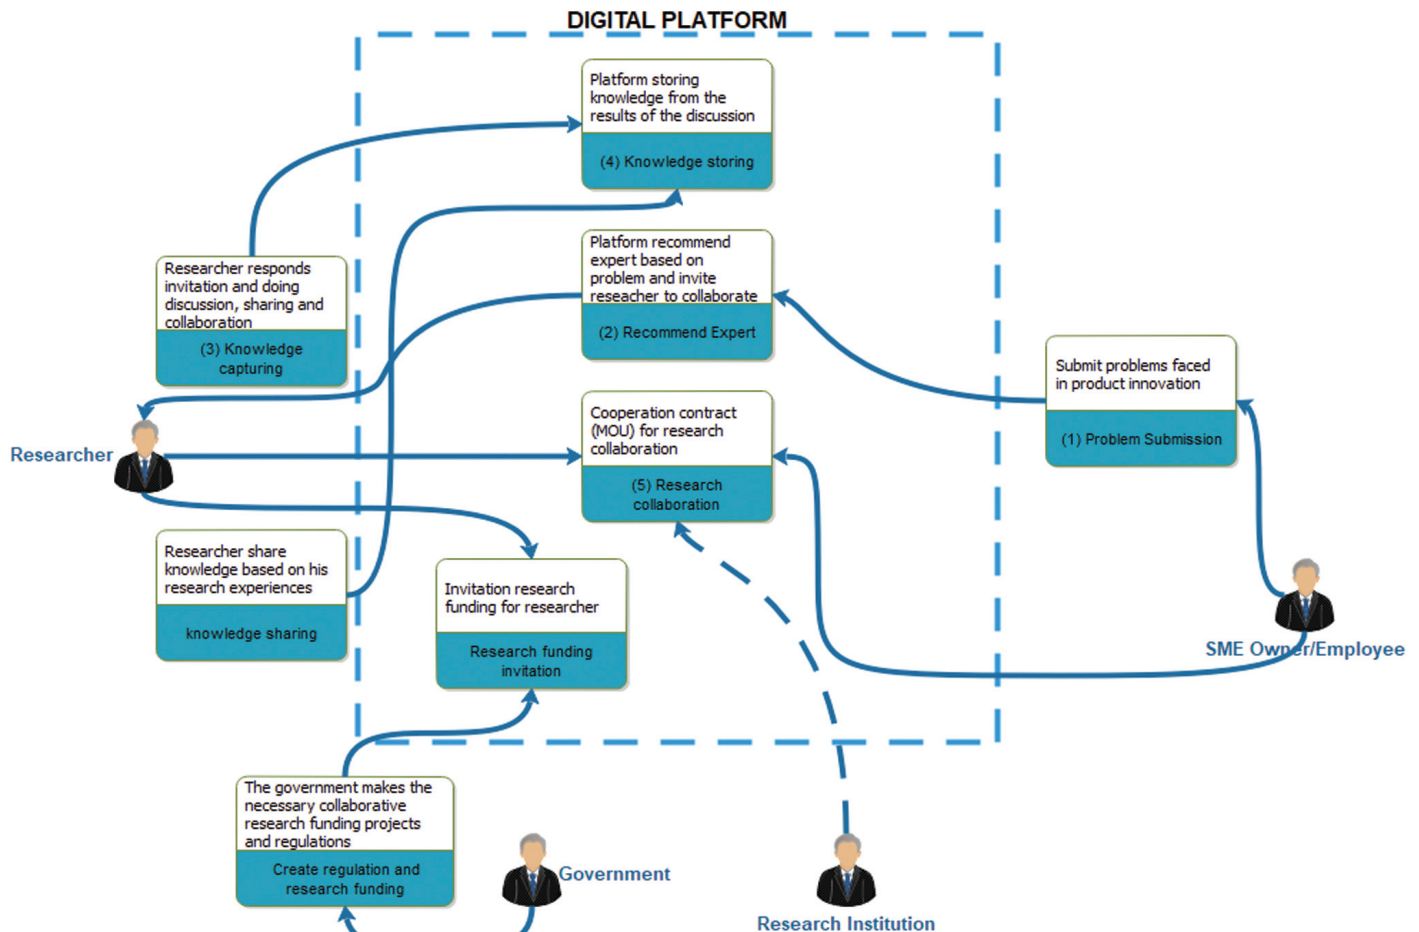 DIGITAL PLATFORM
Platform storing
knowledge from the
results of the discussion
(4) Knowledge storing
Researcher responds
invitation and doing
discussion, sharing and
collaboration
(3) Knowledge
capturing
Platform recommend
expert based on
problem and invite
reseacher to collaborate
(2) Recommend Expert
Submit problems faced
in product innovation
(1) Problem Submission
Researcher
Cooperation contract
(MOU) for research
collaboration
(5) Research
collaboration
Researcher share
knowledge based on his
research experiences
knowledge sharing
Invitation research
funding for researcher
Research funding
invitation
SME Owner/Employee
The government makes the
necessary collaborative
research funding projects
and regulations
Create regulation and
research funding
Government
Research Institution